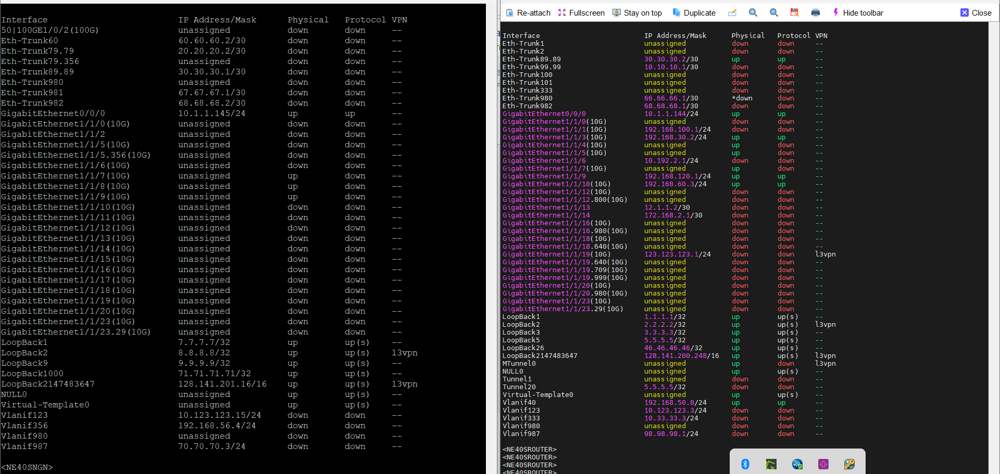 Interface IP Address/Mask Physical Protocol VPN
50|100GE1/0/2(100G) unassigned down down --
Eth-Trunk60 60.60.60.2/30 down down --
Eth-Trunk79.79 20.20.20.2/30 down down --
Eth-Trunk79.356 unassigned down down --
Eth-Trunk89.89 30.30.30.1/30 down down --
Eth-Trunk980 unassigned down down --
Eth-Trunk981 67.67.67.1/30 down down --
Eth-Trunk982 68.68.68.2/30 down down --
GigabitEthernet0/0/0 10.1.1.145/24 up up --
GigabitEthernet1/1/0(10G) unassigned down down --
GigabitEthernet1/1/2 unassigned down down --
GigabitEthernet1/1/5(10G) unassigned down down --
GigabitEthernet1/1/5.356(10G) unassigned down down --
GigabitEthernet1/1/6(10G) unassigned down down --
GigabitEthernet1/1/7(10G) unassigned up down --
GigabitEthernet1/1/8(10G) unassigned up down --
GigabitEthernet1/1/9(10G) unassigned up down --
GigabitEthernet1/1/10(10G) unassigned down down --
GigabitEthernet1/1/11(10G) unassigned down down --
GigabitEthernet1/1/12(10G) unassigned down down --
GigabitEthernet1/1/13(10G) unassigned down down --
GigabitEthernet1/1/14(10G) unassigned down down --
GigabitEthernet1/1/15(10G) unassigned down down --
GigabitEthernet1/1/16(10G) unassigned down down --
GigabitEthernet1/1/17(10G) unassigned down down --
GigabitEthernet1/1/18(10G) unassigned down down --
GigabitEthernet1/1/19(10G) unassigned down down --
GigabitEthernet1/1/20(10G) unassigned down down --
GigabitEthernet1/1/23(10G) unassigned down down --
GigabitEthernet1/1/23.29(10G) unassigned down down --
LoopBack1 7.7.7.7/32 up up(s) --
LoopBack2 8.8.8.8/32 up up(s) l3vpn
LoopBack9 9.9.9.9/32 up up(s) --
LoopBack1000 71.71.71.71/32 up up(s) --
LoopBack2147483647 128.141.201.16/16 up up(s) l3vpn
NULL0 unassigned up up(s) --
Virtual-Template0 unassigned up up(s) --
Vlanif123 10.123.123.15/24 down down --
Vlanif356 192.168.56.4/24 down down --
Vlanif980 unassigned down down --
Vlanif987 70.70.70.3/24 down down --
<NE40SNGN>
Re-attach Fullscreen Stay on top Duplicate Hide toolbar Close
Interface IP Address/Mask Physical Protocol VPN
Eth-Trunk1 unassigned down down --
Eth-Trunk2 unassigned down down --
Eth-Trunk89.89 30.30.30.2/30 up up --
Eth-Trunk99.99 10.10.10.1/30 down down --
Eth-Trunk100 unassigned down down --
Eth-Trunk101 unassigned down down --
Eth-Trunk333 unassigned down down --
Eth-Trunk980 66.66.66.1/30 *down down --
Eth-Trunk982 68.68.68.1/30 down down --
GigabitEthernet0/0/0 10.1.1.144/24 up up --
GigabitEthernet1/1/0(10G) unassigned down down --
GigabitEthernet1/1/1(10G) 192.168.100.1/24 down down --
GigabitEthernet1/1/3(10G) 192.168.30.2/24 up up --
GigabitEthernet1/1/4(10G) unassigned up down --
GigabitEthernet1/1/5(10G) unassigned up down --
GigabitEthernet1/1/6 10.192.2.1/24 down down --
GigabitEthernet1/1/7(10G) unassigned up down --
GigabitEthernet1/1/9 192.168.120.1/24 up up --
GigabitEthernet1/1/10(10G) 192.168.60.3/24 up up --
GigabitEthernet1/1/12(10G) unassigned down down --
GigabitEthernet1/1/12.800(10G) unassigned down down --
GigabitEthernet1/1/13 12.1.1.2/30 down down --
GigabitEthernet1/1/14 172.168.2.1/30 down down --
GigabitEthernet1/1/16(10G) unassigned down down --
GigabitEthernet1/1/16.980(10G) unassigned down down --
GigabitEthernet1/1/18(10G) unassigned down down --
GigabitEthernet1/1/18.640(10G) unassigned down down --
GigabitEthernet1/1/19(10G) 123.123.123.1/24 down down l3vpn
GigabitEthernet1/1/19.640(10G) unassigned down down --
GigabitEthernet1/1/19.709(10G) unassigned down down --
GigabitEthernet1/1/19.999(10G) unassigned down down --
GigabitEthernet1/1/20(10G) unassigned down down --
GigabitEthernet1/1/20.980(10G) unassigned down down --
GigabitEthernet1/1/23(10G) unassigned down down --
GigabitEthernet1/1/23.29(10G) unassigned down down --
LoopBack1 1.1.1.1/32 up up(s) --
LoopBack2 2.2.2.2/32 up up(s) l3vpn
LoopBack3 3.3.3.3/32 up up(s) --
LoopBack5 5.5.5.5/32 up up(s) --
LoopBack26 46.46.46.46/32 up up(s) --
LoopBack2147483647 128.141.200.248/16 up up(s) l3vpn
MTunnel0 unassigned up down l3vpn
NULL0 unassigned up up(s) --
Tunnel1 unassigned down down --
Tunnel20 5.5.5.5/32 down down --
Virtual-Template0 unassigned up up(s) --
Vlanif40 192.168.50.8/24 up up --
Vlanif123 10.123.123.3/24 down down --
Vlanif333 10.33.33.3/24 down down --
Vlanif980 unassigned down down --
Vlanif987 98.98.98.1/24 down down --
<NE40SROUTER>
<NE40SROUTER>
<NE40SROUTER>
<NE40SROUTER>